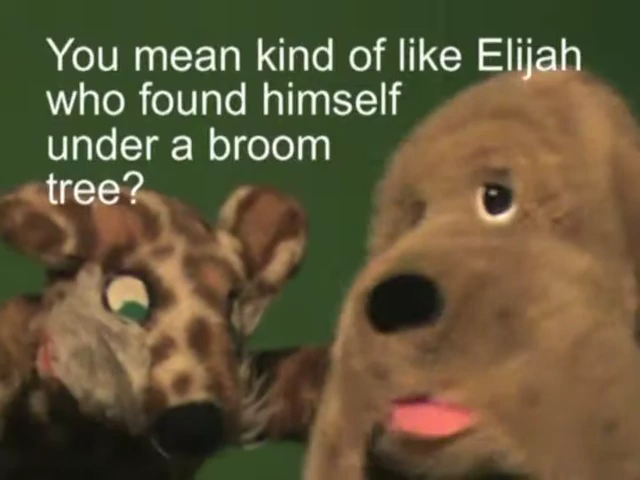 You mean kind of like Elijah
who found himself
under a broom
tree?